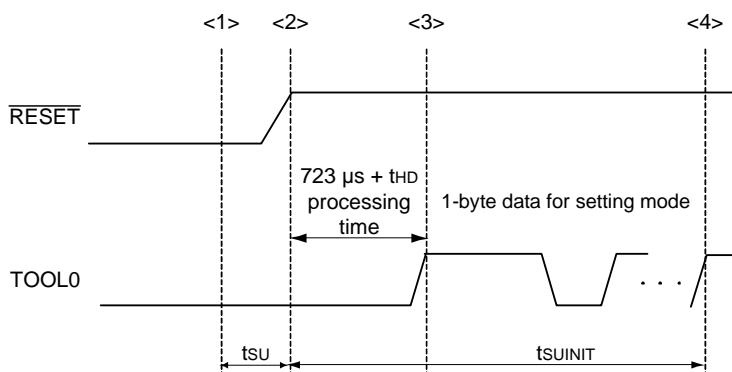 <1> <2> <3> <4>
RESET
723 µs + tHD
processing
time
1-byte data for setting mode
TOOL0
. . .
tSU
tSUINIT